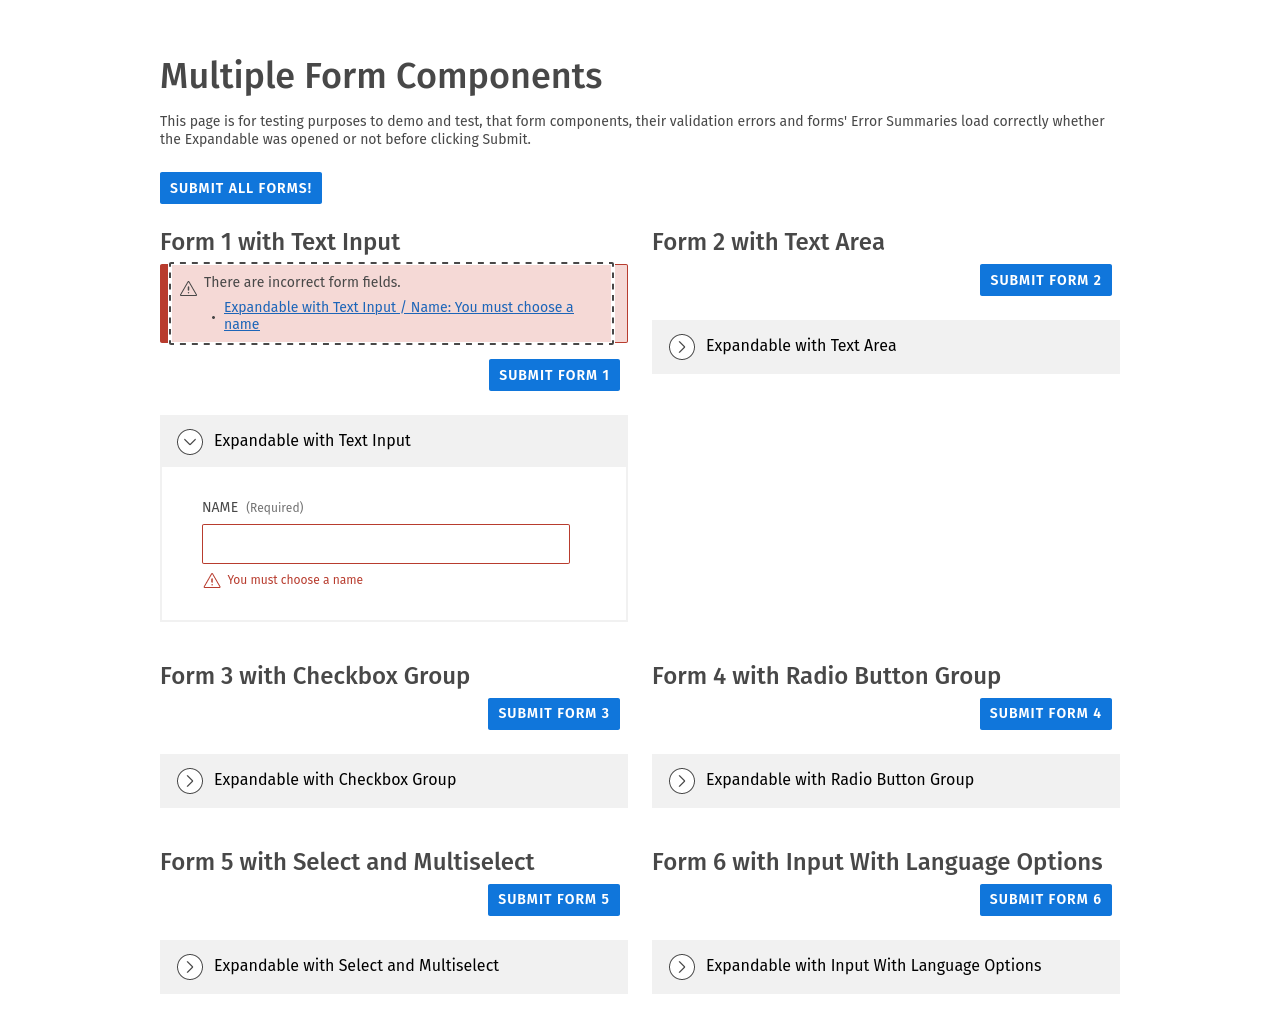 Multiple Form Components
This page is for testing purposes to demo and test, that form components, their validation errors and forms' Error Summaries load correctly whether
the Expandable was opened or not before clicking Submit.
SUBMIT ALL FORMS!
Form 1 with Text Input
There are incorrect form fields.
• Expandable with Text Input / Name: You must choose a
name
SUBMIT FORM 1
Expandable with Text Input
NAME (Required)
You must choose a name
Form 2 with Text Area
SUBMIT FORM 2
Expandable with Text Area
Form 3 with Checkbox Group
SUBMIT FORM 3
Expandable with Checkbox Group
Form 4 with Radio Button Group
SUBMIT FORM 4
Expandable with Radio Button Group
Form 5 with Select and Multiselect
SUBMIT FORM 5
Expandable with Select and Multiselect
Form 6 with Input With Language Options
SUBMIT FORM 6
Expandable with Input With Language Options